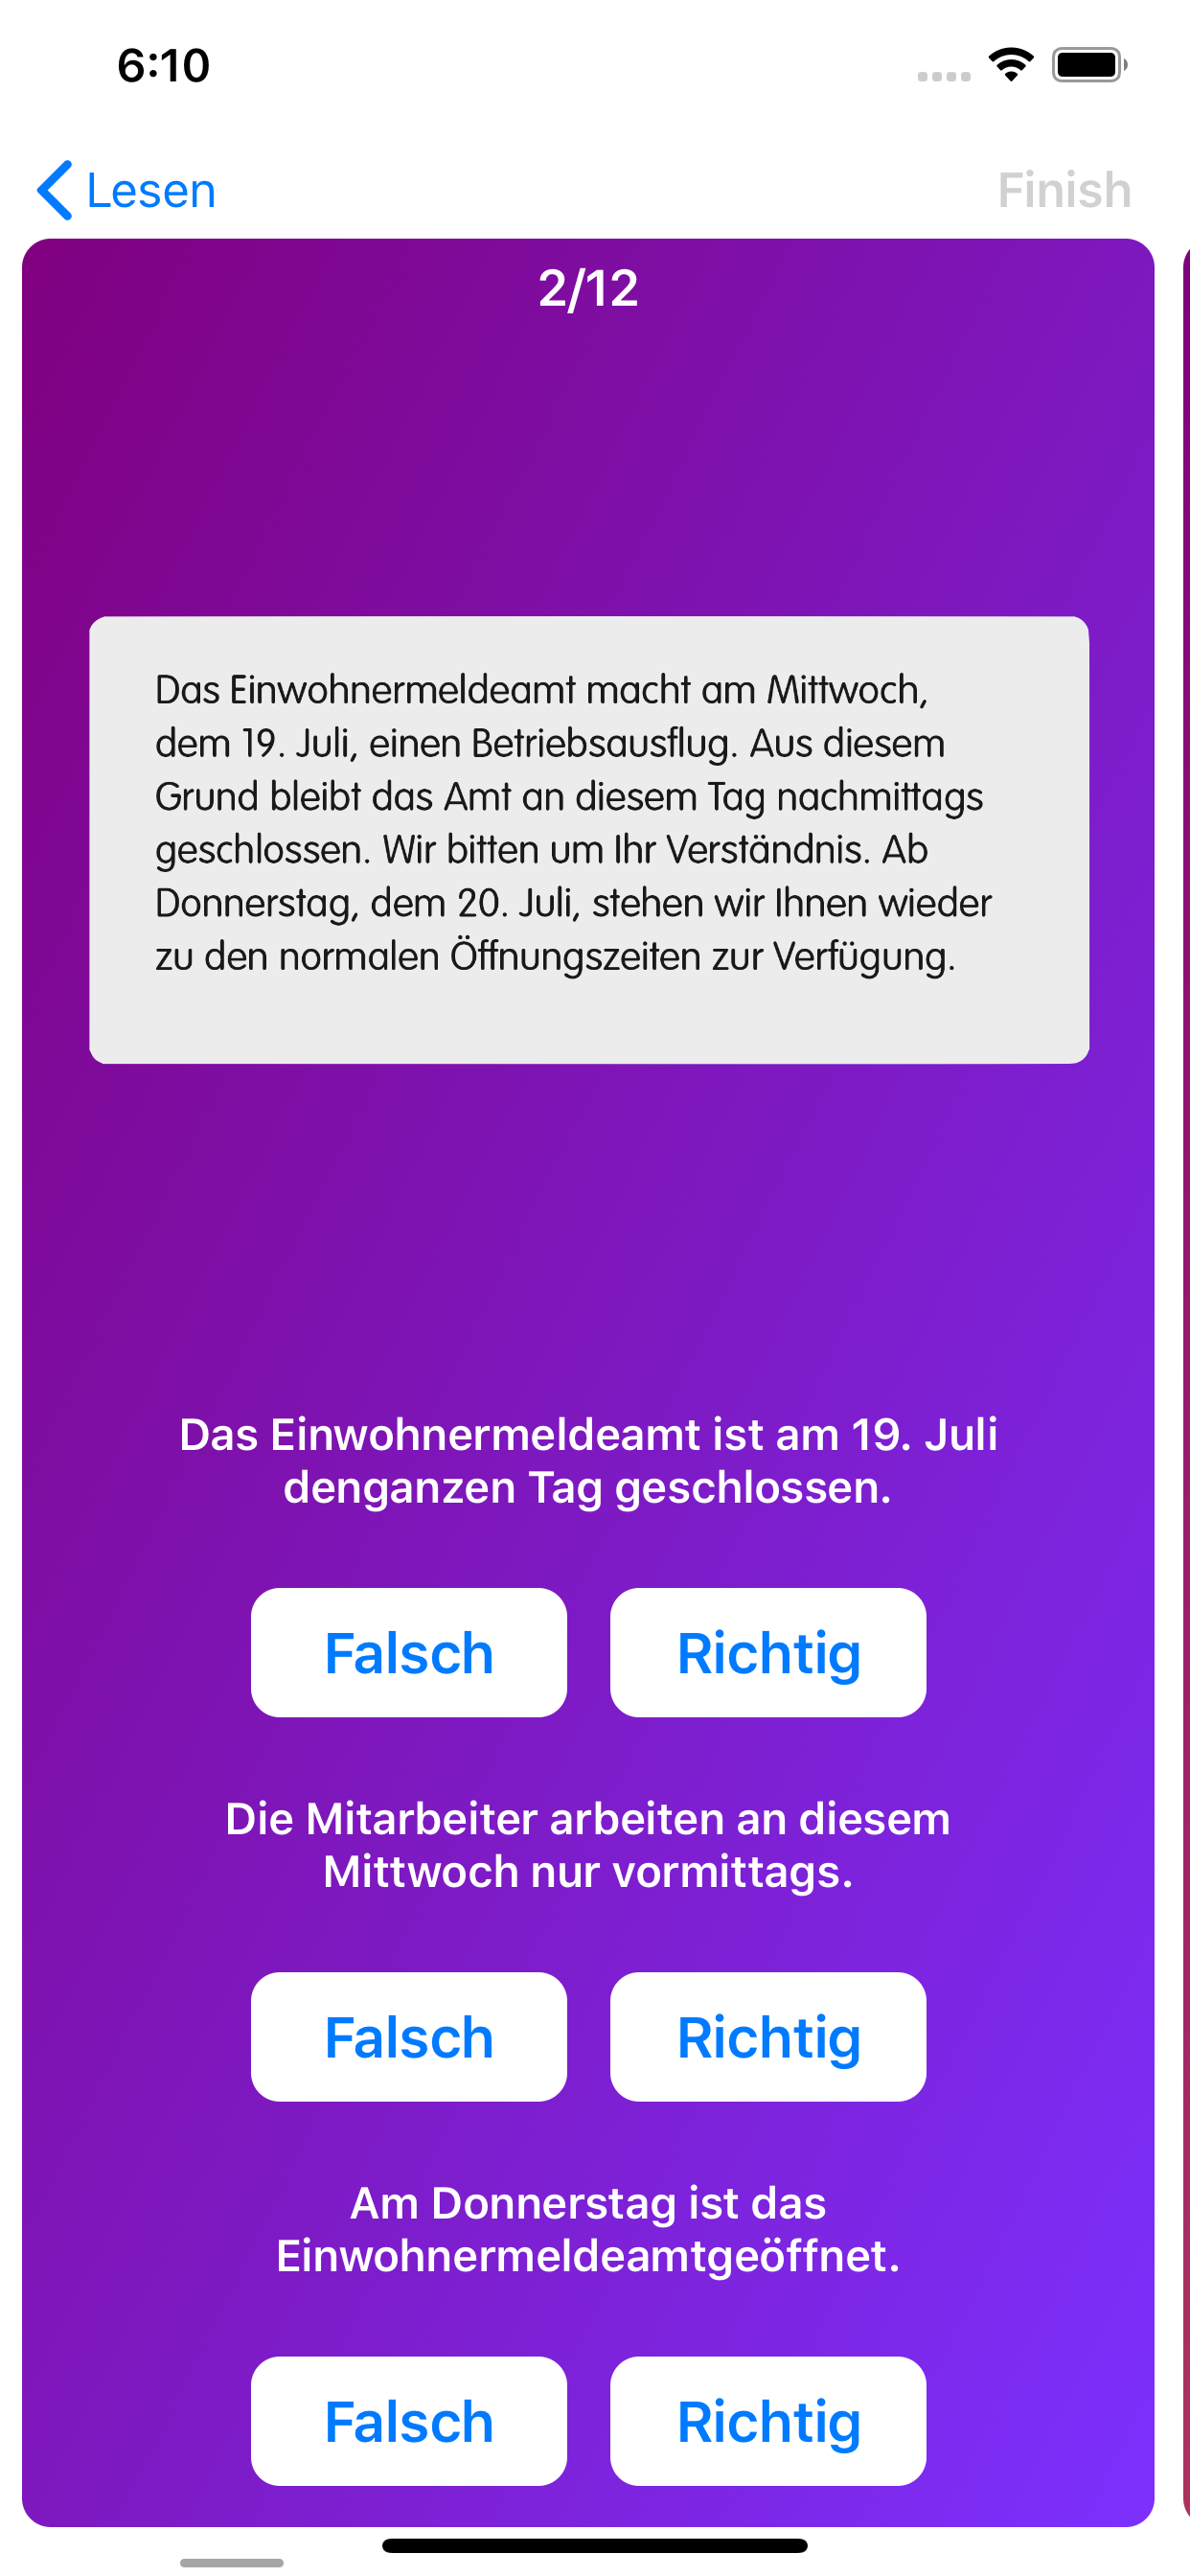 6:10
Lesen
Finish
2/12
Das Einwohnermeldeamt macht am Mittwoch,
dem 19. Juli, einen Betriebsausflug. Aus diesem
Grund bleibt das Amt an diesem Tag nachmittags
geschlossen. Wir bitten um Ihr Verständnis. Ab
Donnerstag, dem 20. Juli, stehen wir Ihnen wieder
zu den normalen Öffnungszeiten zur Verfügung.
Das Einwohnermeldeamt ist am 19. Juli
denganzen Tag geschlossen.
Falsch Richtig
Die Mitarbeiter arbeiten an diesem
Mittwoch nur vormittags.
Falsch Richtig
Am Donnerstag ist das
Einwohnermeldeamtgeöffnet.
Falsch Richtig